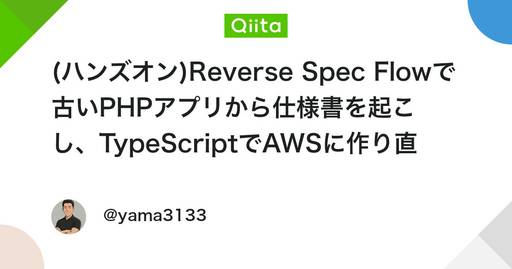 Qiita
(ハンズオン)Reverse Spec Flowで
古いPHPアプリから仕様書を起こ
し、TypeScriptでAWSに作り直
@yama3133